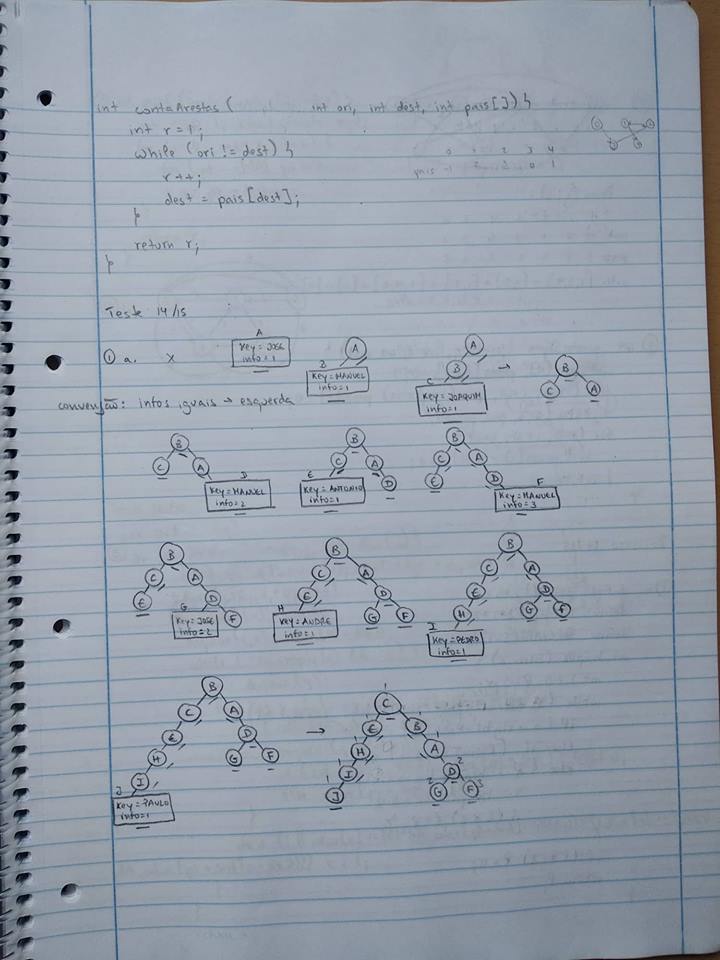 int contaArestas ( int ori, int dest, int pais[]) {
int r = 1;
while (ori != dest) {
r++;
dest = pais[dest];
}
return r;
}
0 1 2 3 4
pais -1 2 0 1
Teste 14/15
① a. X
A
Key = JOSE
info = 1
A
B
Key = MANUEL
info = 1
A
B
C
Key = JOAQUIM
info = 1
→
B
C A
convenção: infos iguais → esquerda
B
C A
D
Key = MANUEL
info = 2
B
C A
E D
Key = ANTONIO
info = 1
B
C A
E D
F
Key = MANUEL
info = 3
B
C A
E D
G F
Key = JOSE
info = 2
B
C A
E D
H G F
Key = ANDRE
info = 1
B
C A
E D
H G F
I
Key = PEDRO
info = 1
B
C A
E D
H G F
I
J
Key = PAULO
info = 1
→
1
C
1 E B 1
1 H A 1
1 I D 2
1 J 2 G F 3